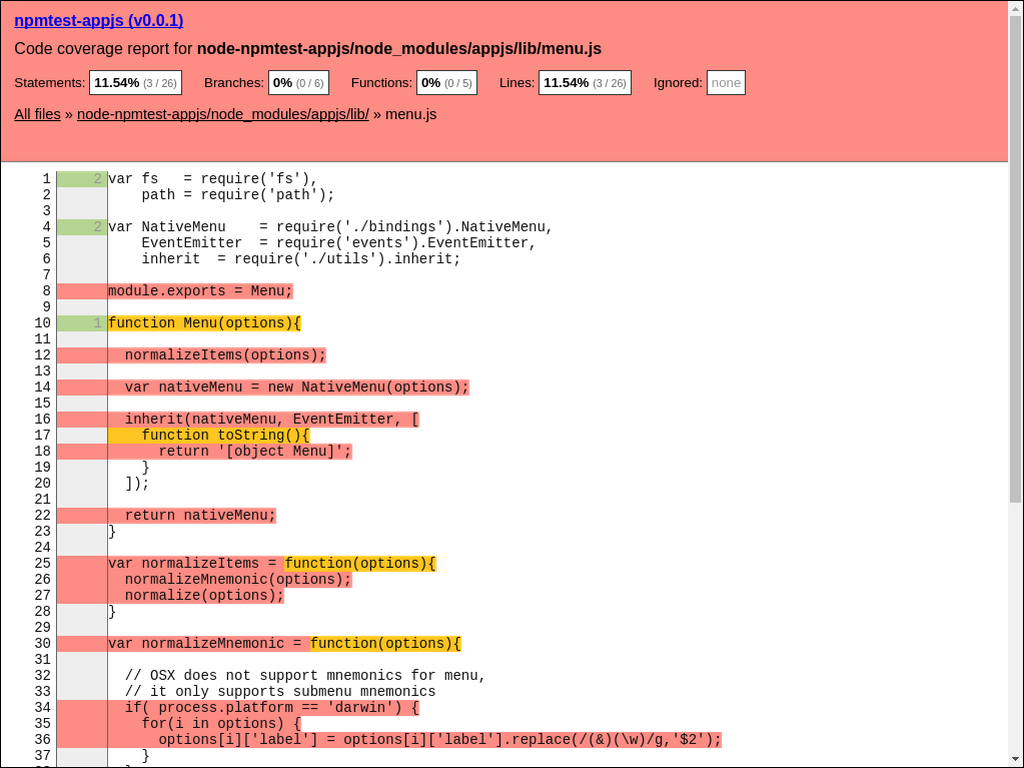 npmtest-appjs (v0.0.1)
Code coverage report for node-npmtest-appjs/node_modules/appjs/lib/menu.js
Statements: 11.54% (3 / 26) Branches: 0% (0 / 6) Functions: 0% (0 / 5) Lines: 11.54% (3 / 26) Ignored: none
All files » node-npmtest-appjs/node_modules/appjs/lib/ » menu.js
1 2 var fs   = require('fs'),
2     path = require('path');
3
4 2 var NativeMenu    = require('./bindings').NativeMenu,
5     EventEmitter  = require('events').EventEmitter,
6     inherit  = require('./utils').inherit;
7
8 module.exports = Menu;
9
10 1 function Menu(options){
11
12   normalizeItems(options);
13
14   var nativeMenu = new NativeMenu(options);
15
16   inherit(nativeMenu, EventEmitter, [
17     function toString(){
18       return '[object Menu]';
19     }
20   ]);
21
22   return nativeMenu;
23 }
24
25 var normalizeItems = function(options){
26   normalizeMnemonic(options);
27   normalize(options);
28 }
29
30 var normalizeMnemonic = function(options){
31
32   // OSX does not support mnemonics for menu,
33   // it only supports submenu mnemonics
34   if( process.platform == 'darwin') {
35     for(i in options) {
36       options[i]['label'] = options[i]['label'].replace(/(&)(\w)/g,'$2');
37     }